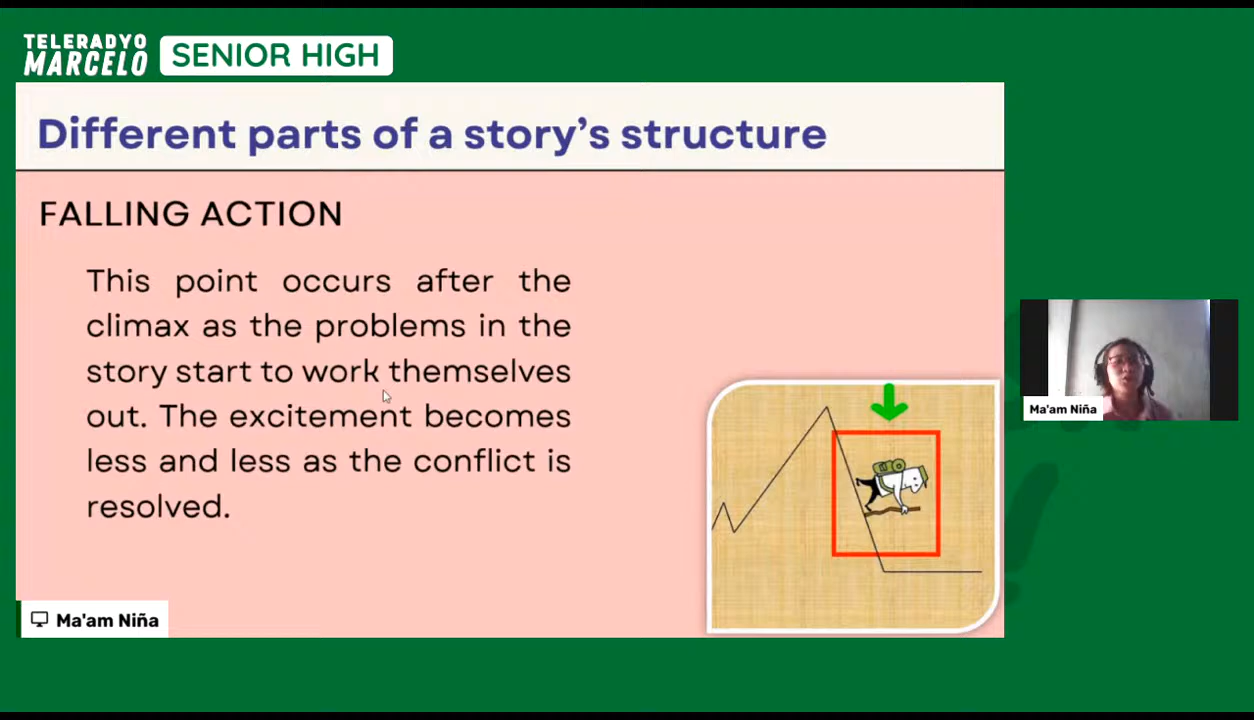 TELERADYO
MARCELO
SENIOR HIGH
Different parts of a story's structure
FALLING ACTION
This point occurs after the
climax as the problems in the
story start to work themselves
out. The excitement becomes
less and less as the conflict is
resolved.
Ma'am Niña
Ma'am Niña